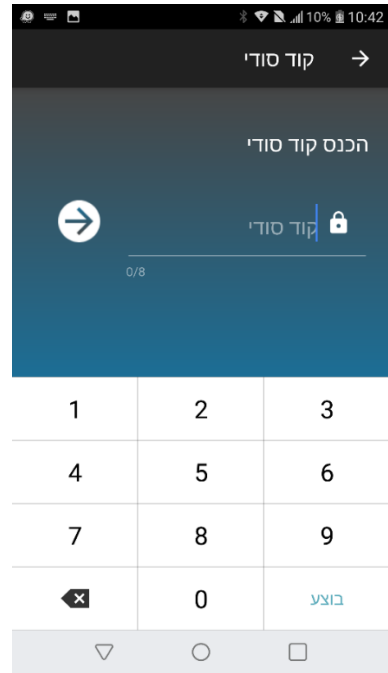 10% 10:42
קוד סודי
הכנס קוד סודי
קוד סודי
0/8
1 2 3
4 5 6
7 8 9
0 בוצע